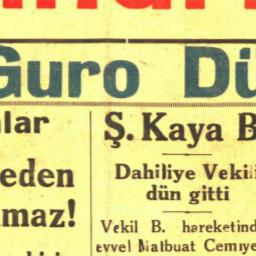 Guro Dü
lar
eden
maz!
Ş. Kaya B
Dahiliye Vekili
dün gitti
Vekil B. hareketind
evvel Matbuat Cemiye